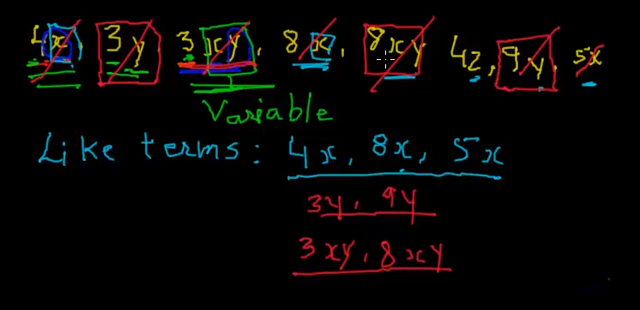 4x, 3y, 3xy, 8x, 8xy, 4z, 9y, 5x
Variable
Like terms: 4x, 8x, 5x
3y, 9y
3xy, 8xy